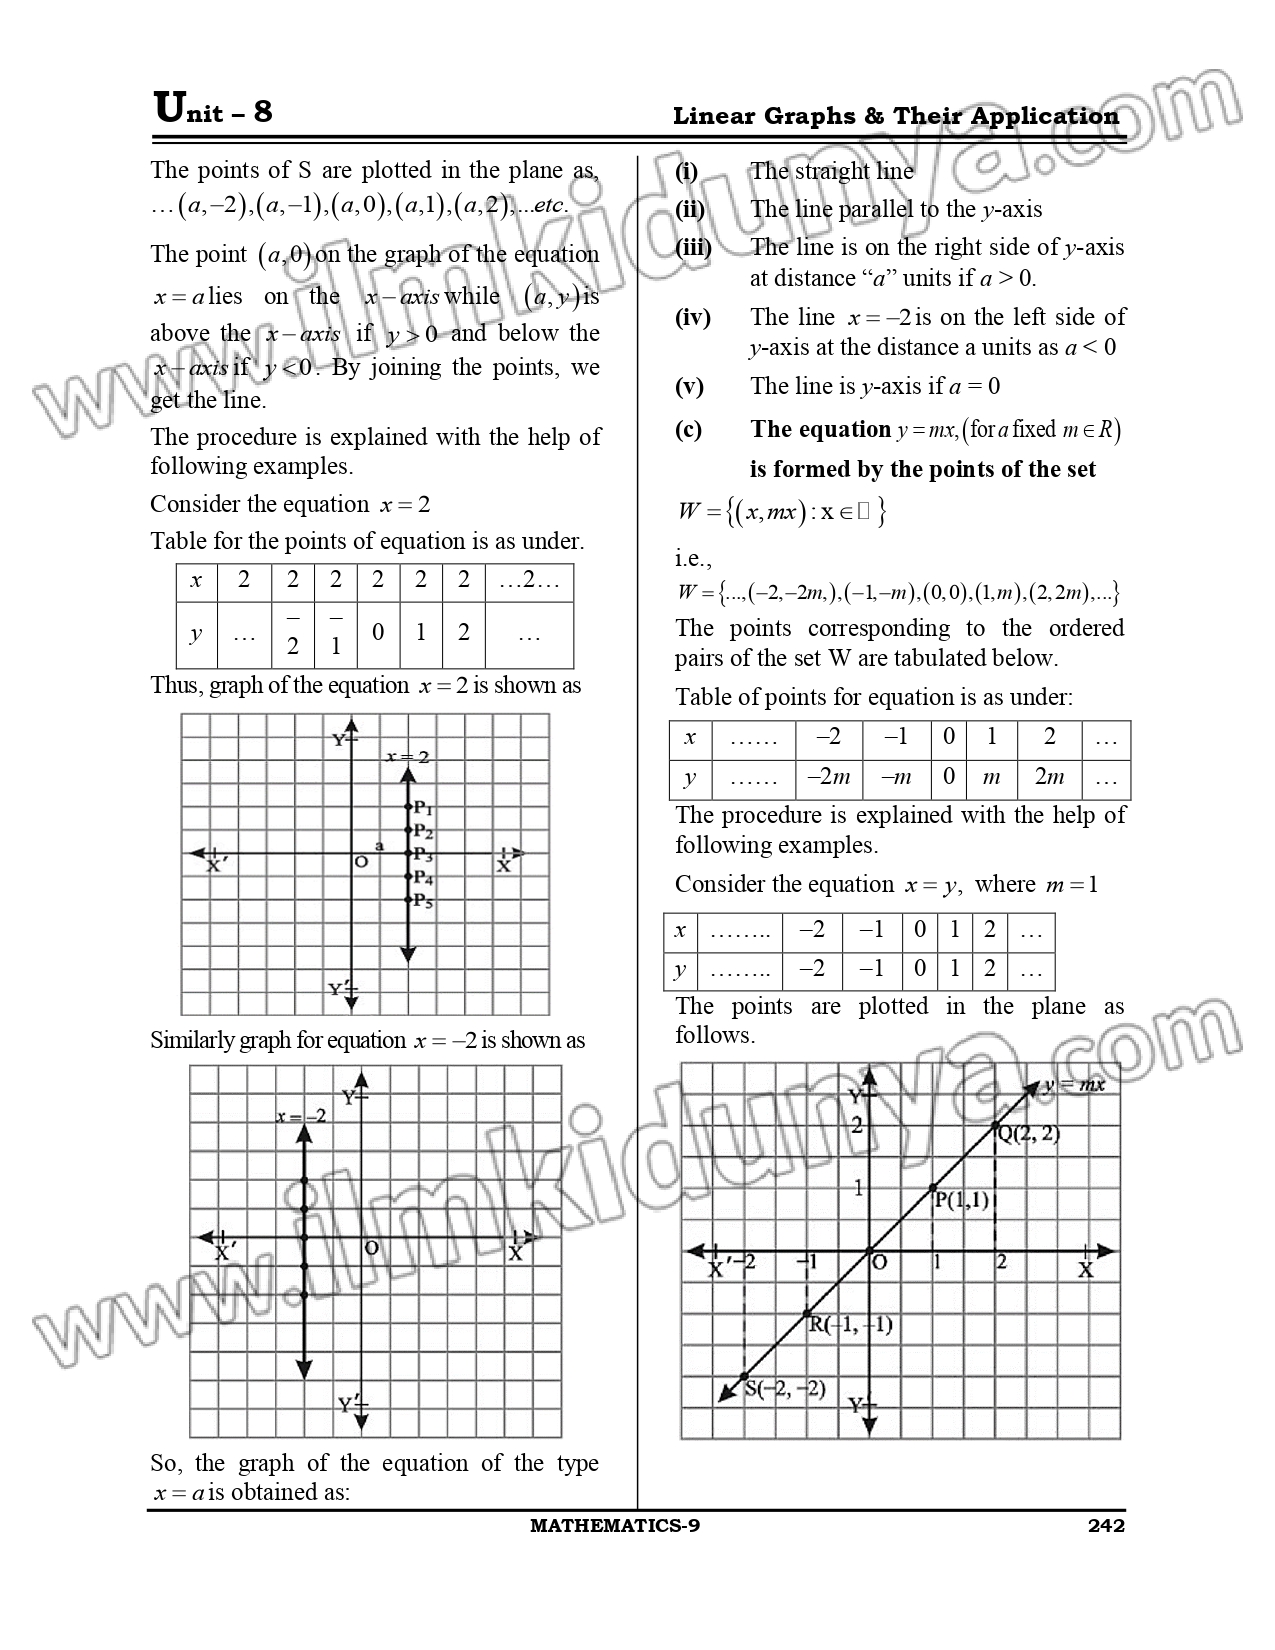 Unit – 8
Linear Graphs & Their Application
The points of S are plotted in the plane as,
…(a,−2),(a,−1),(a,0),(a,1),(a,2),...etc.
The point (a,0) on the graph of the equation
x = a lies on the x − axis while (a, y) is
above the x − axis if y > 0 and below the
x − axis if y < 0. By joining the points, we
get the line.
The procedure is explained with the help of
following examples.
Consider the equation x = 2
Table for the points of equation is as under.
x 2 2 2 2 2 2 …2…
y … –2 –1 0 1 2 …
Thus, graph of the equation x = 2 is shown as
Y
x = 2
P1
P2
a
X′ O P3 X
P4
P5
Y′
Similarly graph for equation x = −2 is shown as
Y
x = −2
X′ O X
Y′
So, the graph of the equation of the type
x = a is obtained as:
(i) The straight line
(ii) The line parallel to the y-axis
(iii) The line is on the right side of y-axis
at distance “a” units if a > 0.
(iv) The line x = −2 is on the left side of
y-axis at the distance a units as a < 0
(v) The line is y-axis if a = 0
(c) The equation y = mx, (for a fixed m ∈ R)
is formed by the points of the set
W = {(x, mx) : x ∈ □ }
i.e.,
W = {...,(−2,−2m,),(−1,−m),(0,0),(1,m),(2,2m),...}
The points corresponding to the ordered
pairs of the set W are tabulated below.
Table of points for equation is as under:
x …… –2 –1 0 1 2 …
y …… –2m –m 0 m 2m …
The procedure is explained with the help of
following examples.
Consider the equation x = y, where m = 1
x …….. –2 –1 0 1 2 …
y …….. –2 –1 0 1 2 …
The points are plotted in the plane as
follows.
Y y = mx
2 Q(2, 2)
1 P(1,1)
X′ −2 −1 O 1 2 X
R(−1, −1)
S(−2, −2)
Y′
MATHEMATICS-9
242
www.ilmkidunya.com
www.ilmkidunya.com